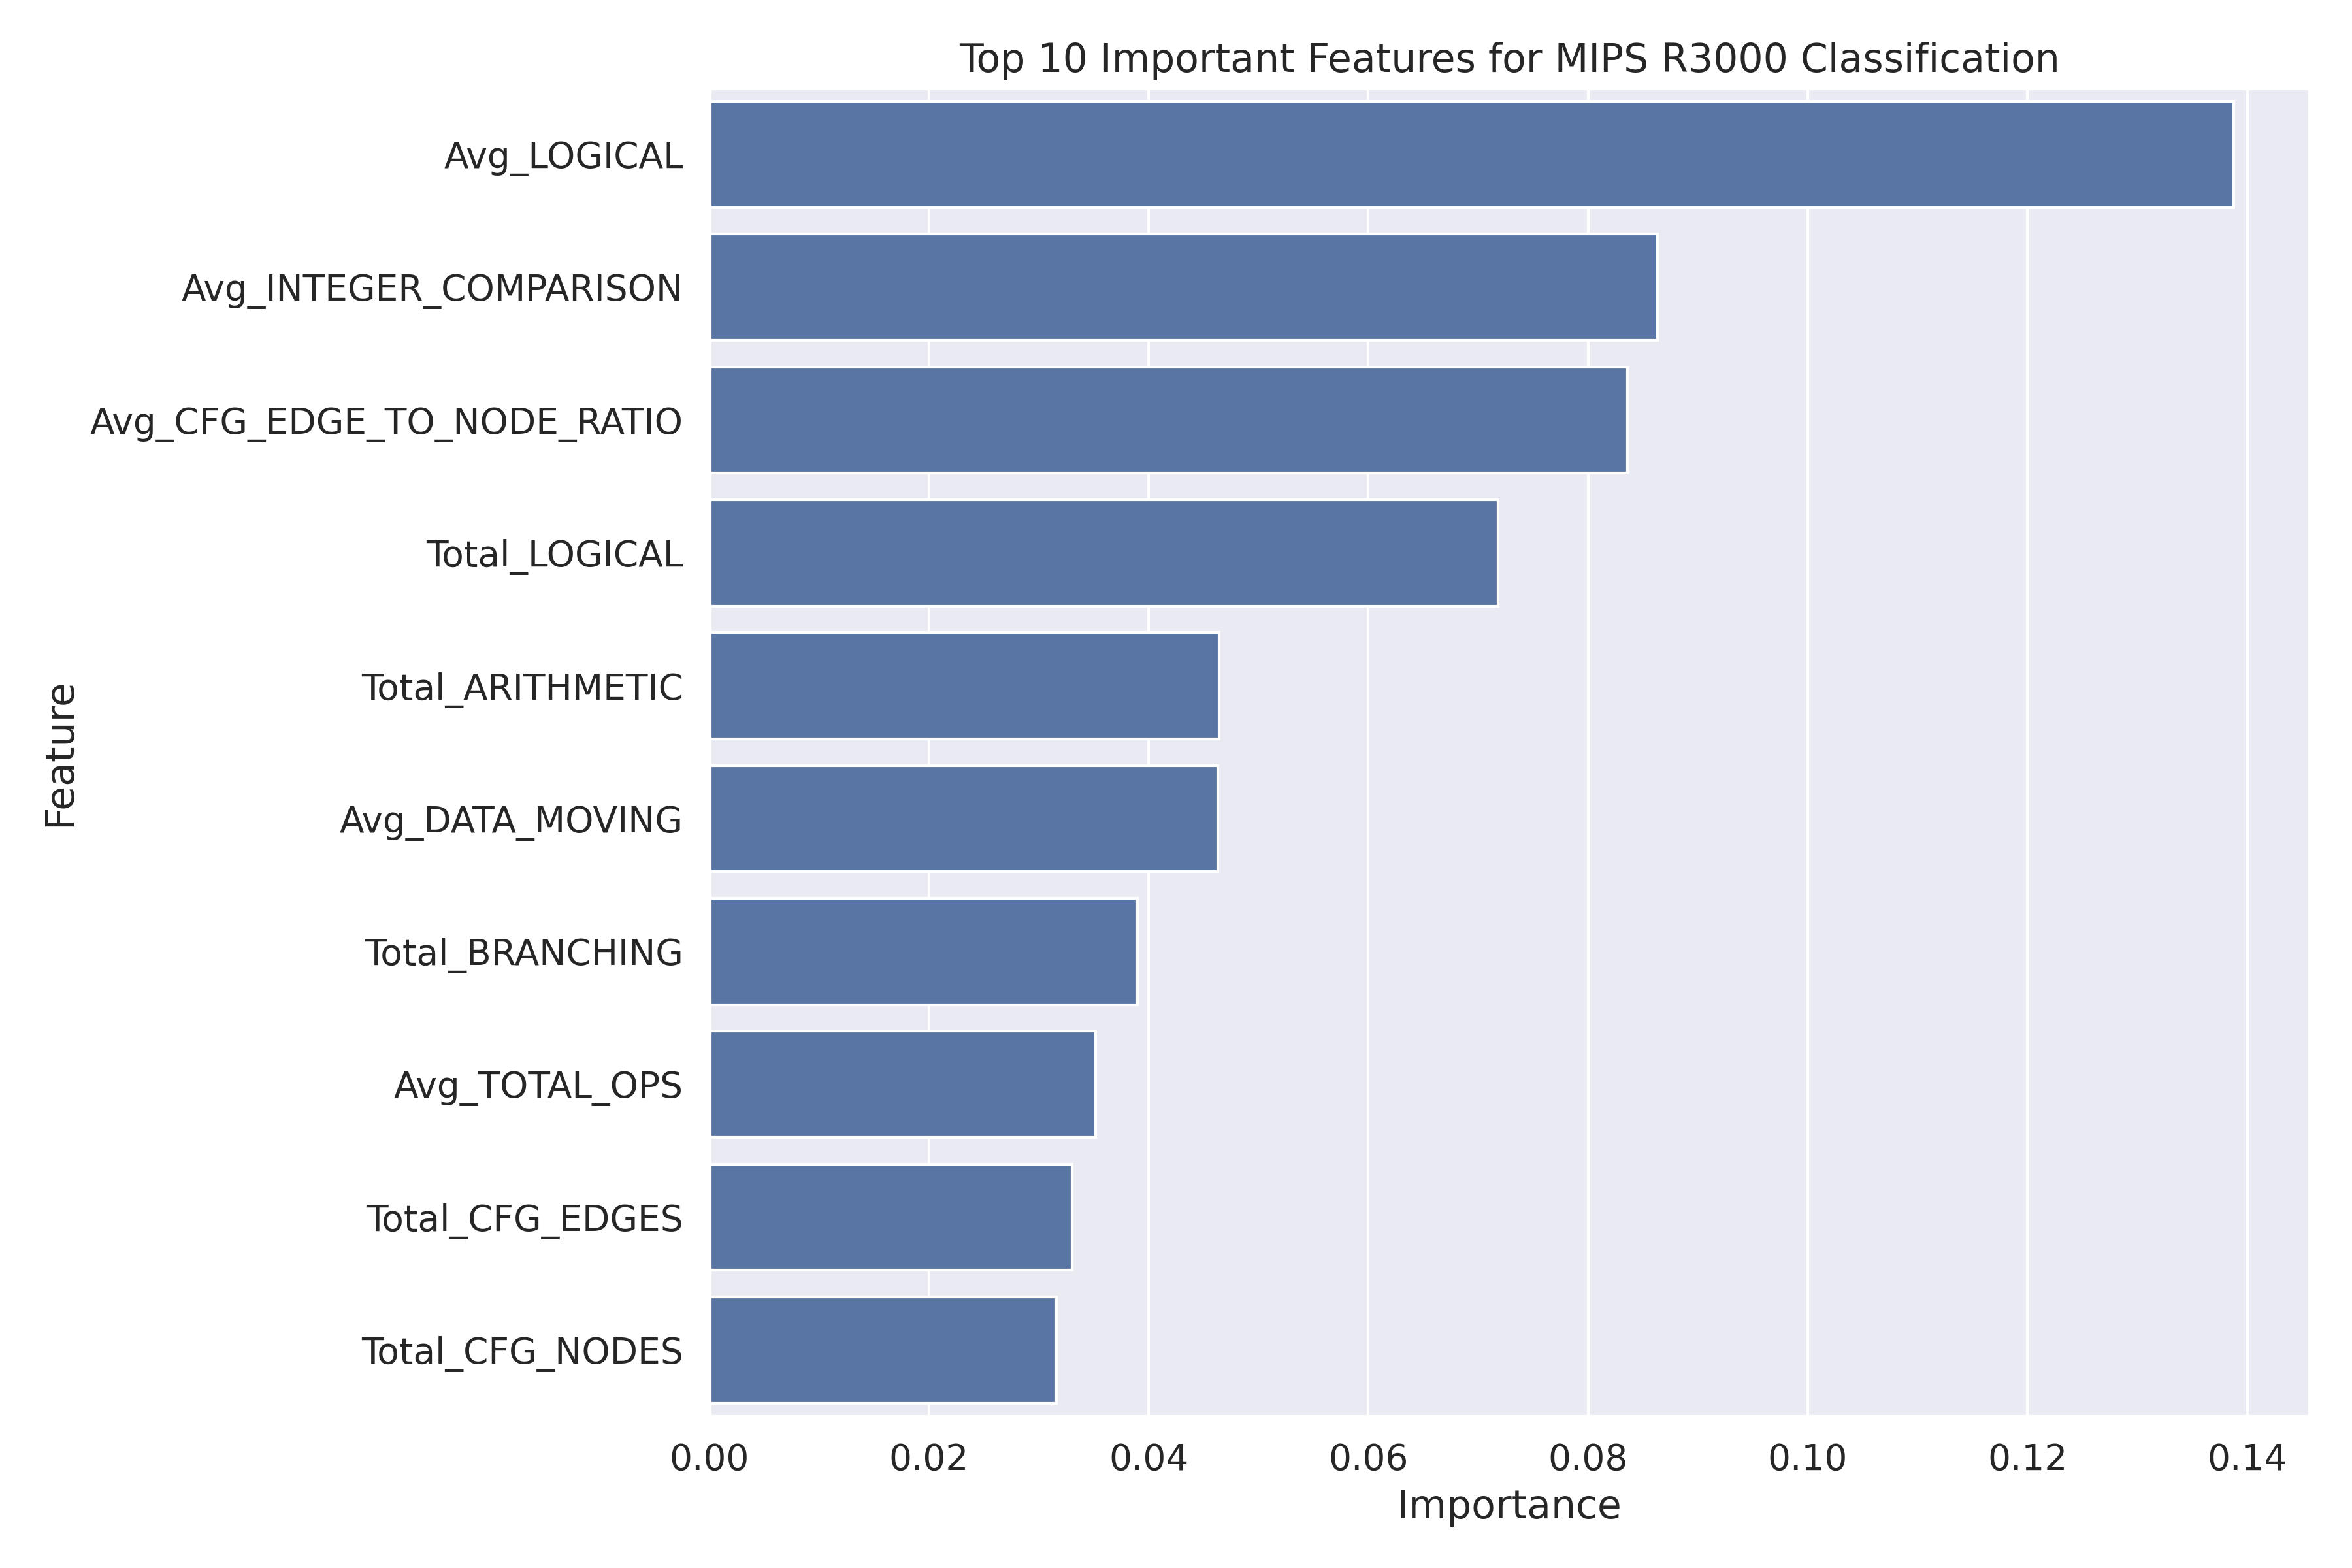 Top 10 Important Features for MIPS R3000 Classification
Feature
Avg_LOGICAL
Avg_INTEGER_COMPARISON
Avg_CFG_EDGE_TO_NODE_RATIO
Total_LOGICAL
Total_ARITHMETIC
Avg_DATA_MOVING
Total_BRANCHING
Avg_TOTAL_OPS
Total_CFG_EDGES
Total_CFG_NODES
0.00 0.02 0.04 0.06 0.08 0.10 0.12 0.14
Importance